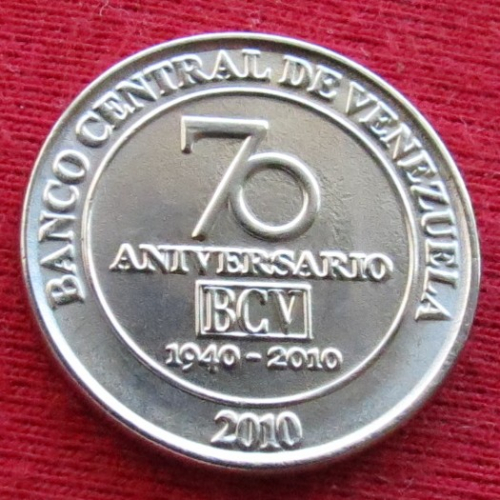 BANCO CENTRAL DE VENEZUELA
70
ANIVERSARIO
BCV
1940-2010
2010